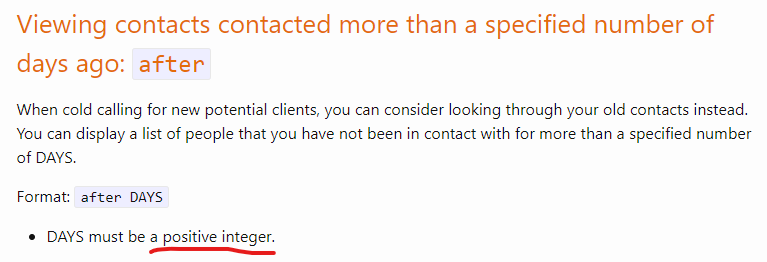 Viewing contacts contacted more than a specified number of
days ago: after
When cold calling for new potential clients, you can consider looking through your old contacts instead.
You can display a list of people that you have not been in contact with for more than a specified number
of DAYS.
Format: after DAYS
• DAYS must be a positive integer.